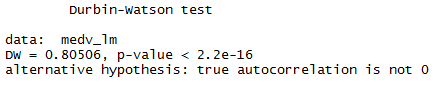 Durbin-Watson test
data: medv_lm
DW = 0.80506, p-value < 2.2e-16
alternative hypothesis: true autocorrelation is not 0